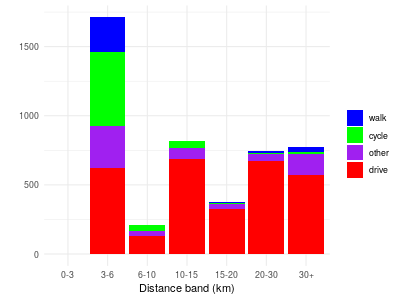 1500
1000
500
0
0-3 3-6 6-10 10-15 15-20 20-30 30+
Distance band (km)
walk
cycle
other
drive